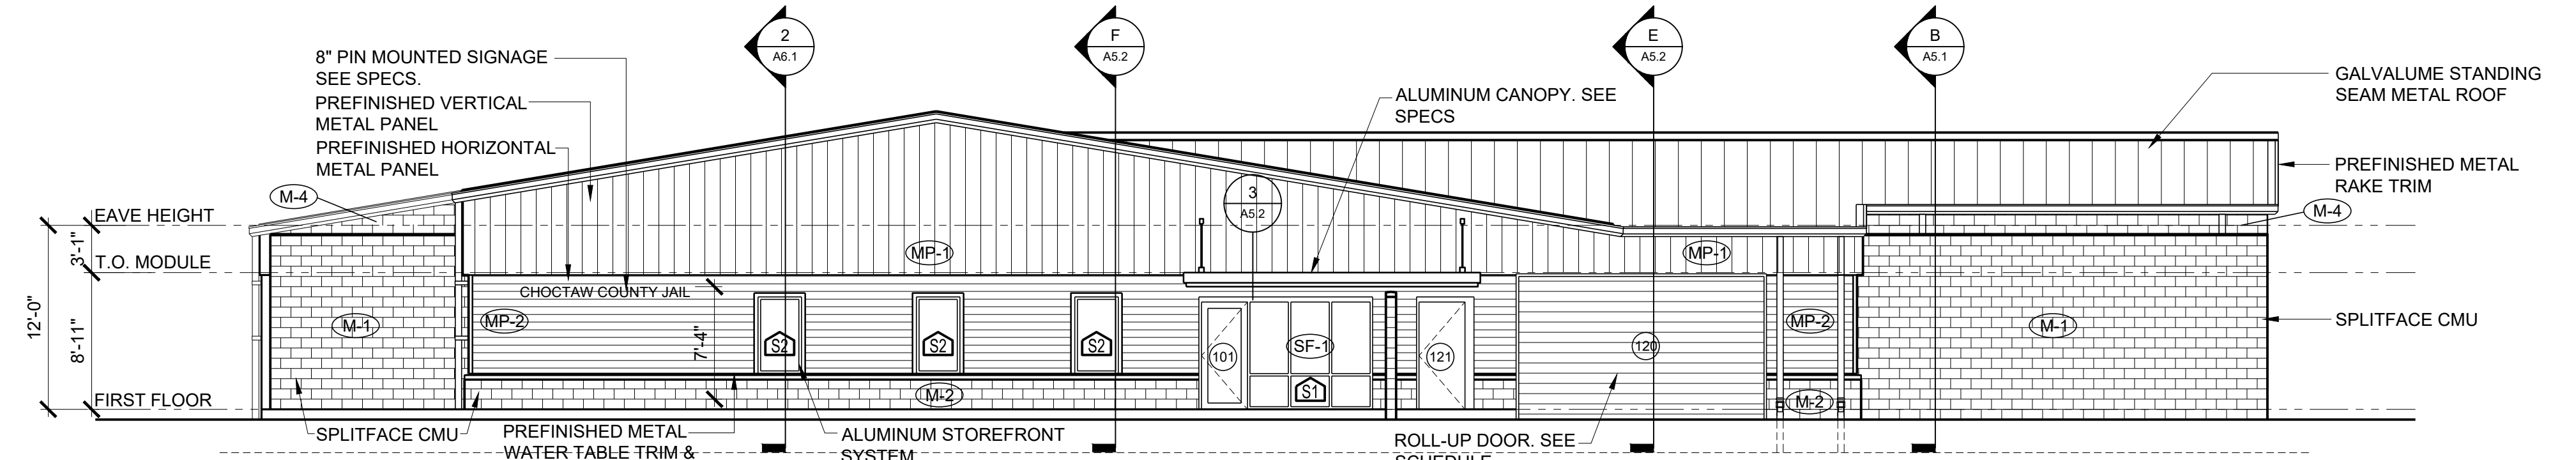 2
A6.1
F
A5.2
E
A5.2
B
A5.1
8" PIN MOUNTED SIGNAGE
SEE SPECS.
PREFINISHED VERTICAL
METAL PANEL
PREFINISHED HORIZONTAL
METAL PANEL
ALUMINUM CANOPY. SEE
SPECS
GALVALUME STANDING
SEAM METAL ROOF
PREFINISHED METAL
RAKE TRIM
M-4
3
A5.2
M-4
EAVE HEIGHT
3'-1"
T.O. MODULE
12'-0"
8'-11"
FIRST FLOOR
MP-1
MP-1
CHOCTAW COUNTY JAIL
M-1
MP-2
7'-4"
S2
S2
S2
101
SF-1
S1
121
120
MP-2
M-1
SPLITFACE CMU
M-2
M-2
SPLITFACE CMU
PREFINISHED METAL
WATER TABLE TRIM &
ALUMINUM STOREFRONT
SYSTEM
ROLL-UP DOOR. SEE
SCHEDULE